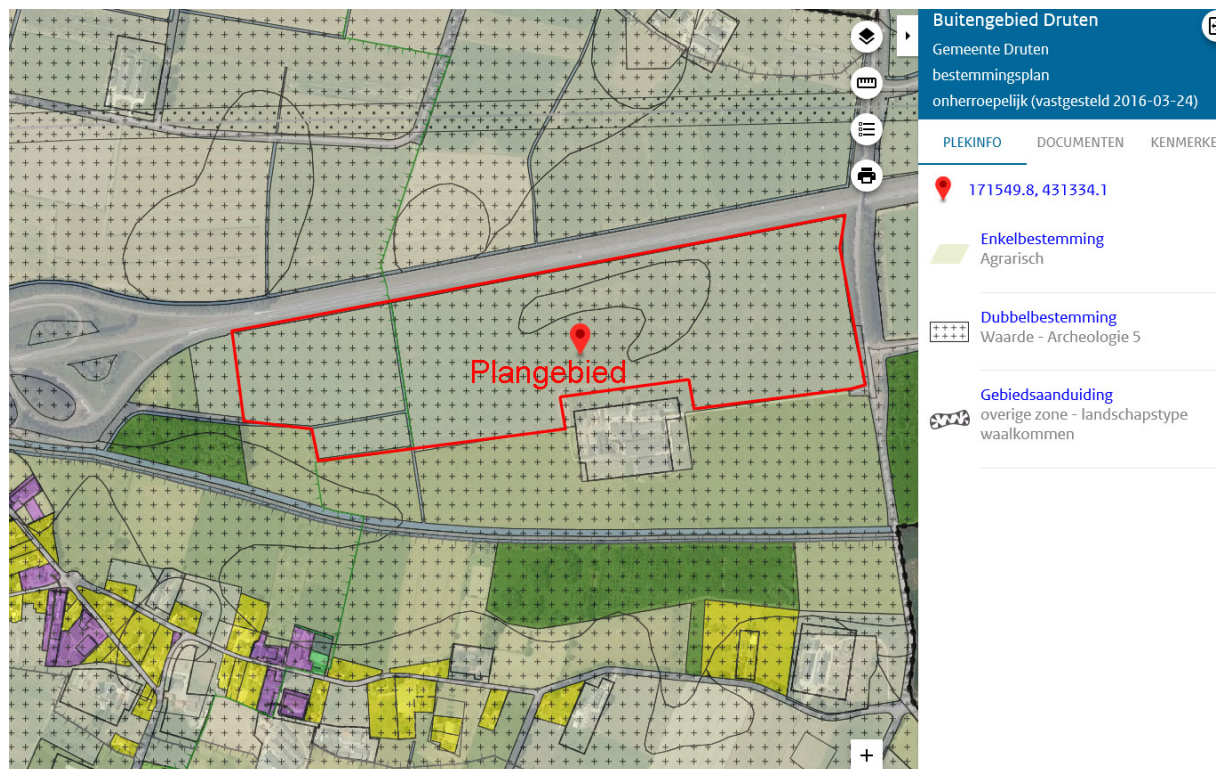 Plangebied
Buitengebied Druten
Gemeente Druten
bestemmingsplan
onherroepelijk (vastgesteld 2016-03-24)
PLEKINFO DOCUMENTEN KENMERKE
171549.8, 431334.1
Enkelbestemming
Agrarisch
Dubbelbestemming
Waarde - Archeologie 5
Gebiedsaanduiding
overige zone - landschapstype
waalkommen